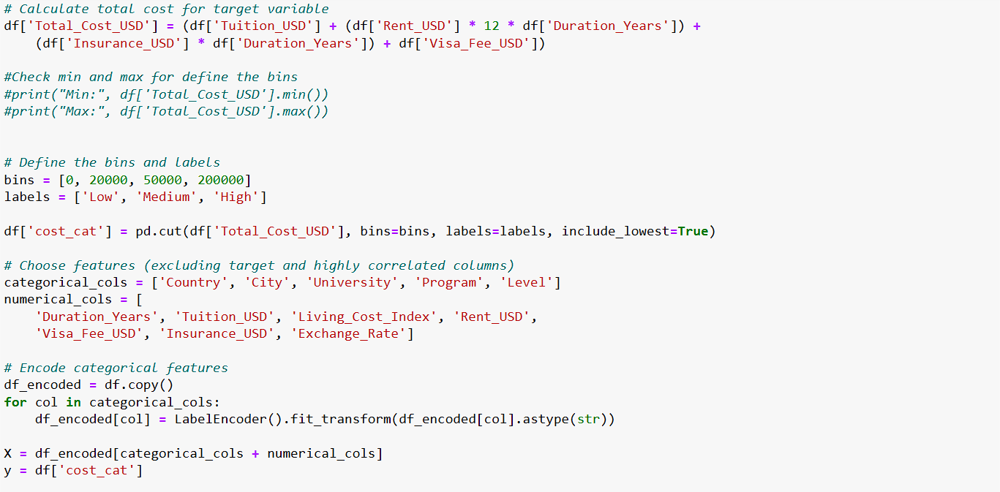 # Calculate total cost for target variable
df['Total_Cost_USD'] = (df['Tuition_USD'] + (df['Rent_USD'] * 12 * df['Duration_Years']) +
    (df['Insurance_USD'] * df['Duration_Years']) + df['Visa_Fee_USD'])

#Check min and max for define the bins
#print("Min:", df['Total_Cost_USD'].min())
#print("Max:", df['Total_Cost_USD'].max())


# Define the bins and labels
bins = [0, 20000, 50000, 200000]
labels = ['Low', 'Medium', 'High']

df['cost_cat'] = pd.cut(df['Total_Cost_USD'], bins=bins, labels=labels, include_lowest=True)

# Choose features (excluding target and highly correlated columns)
categorical_cols = ['Country', 'City', 'University', 'Program', 'Level']
numerical_cols = [
    'Duration_Years', 'Tuition_USD', 'Living_Cost_Index', 'Rent_USD',
    'Visa_Fee_USD', 'Insurance_USD', 'Exchange_Rate']

# Encode categorical features
df_encoded = df.copy()
for col in categorical_cols:
    df_encoded[col] = LabelEncoder().fit_transform(df_encoded[col].astype(str))

X = df_encoded[categorical_cols + numerical_cols]
y = df['cost_cat']